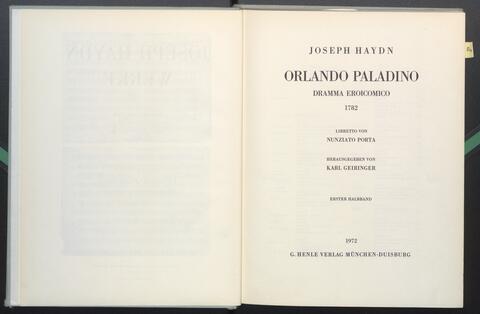 JOSEPH HAYDN
ORLANDO PALADINO
DRAMMA EROICOMICO
1782
LIBRETTO VON
NUNZIATO PORTA
HERAUSGEGEBEN VON
KARL GEIRINGER
ERSTER HALBBAND
1972
G. HENLE VERLAG MÜNCHEN-DUISBURG